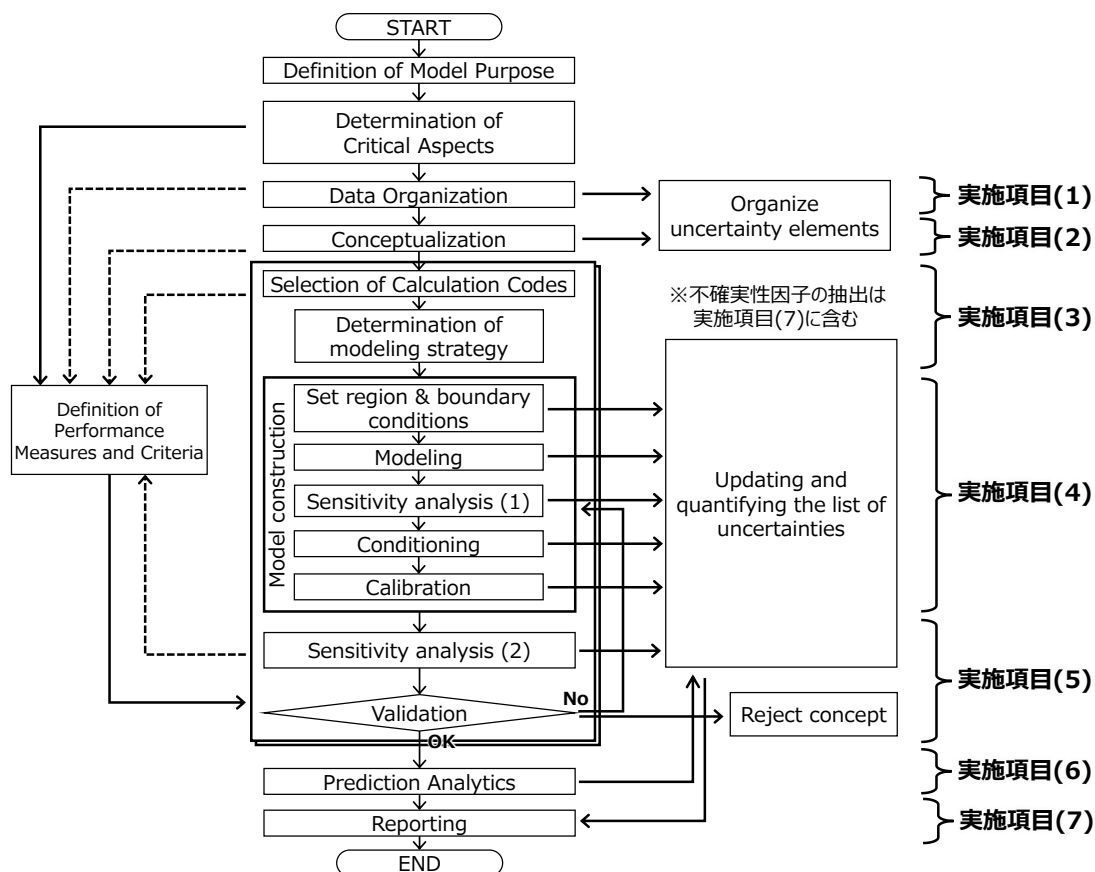 START
Definition of Model Purpose
Determination of
Critical Aspects
Data Organization
Organize
uncertainty elements
実施項目(1)
Conceptualization
実施項目(2)
Selection of Calculation Codes
※不確実性因子の抽出は
実施項目(7)に含む
実施項目(3)
Determination of
modeling strategy
Definition of
Performance
Measures and Criteria
Model construction
Set region & boundary
conditions
Modeling
Sensitivity analysis (1)
Conditioning
Calibration
Updating and
quantifying the list of
uncertainties
実施項目(4)
Sensitivity analysis (2)
実施項目(5)
No
Validation
Reject concept
OK
Prediction Analytics
実施項目(6)
Reporting
実施項目(7)
END